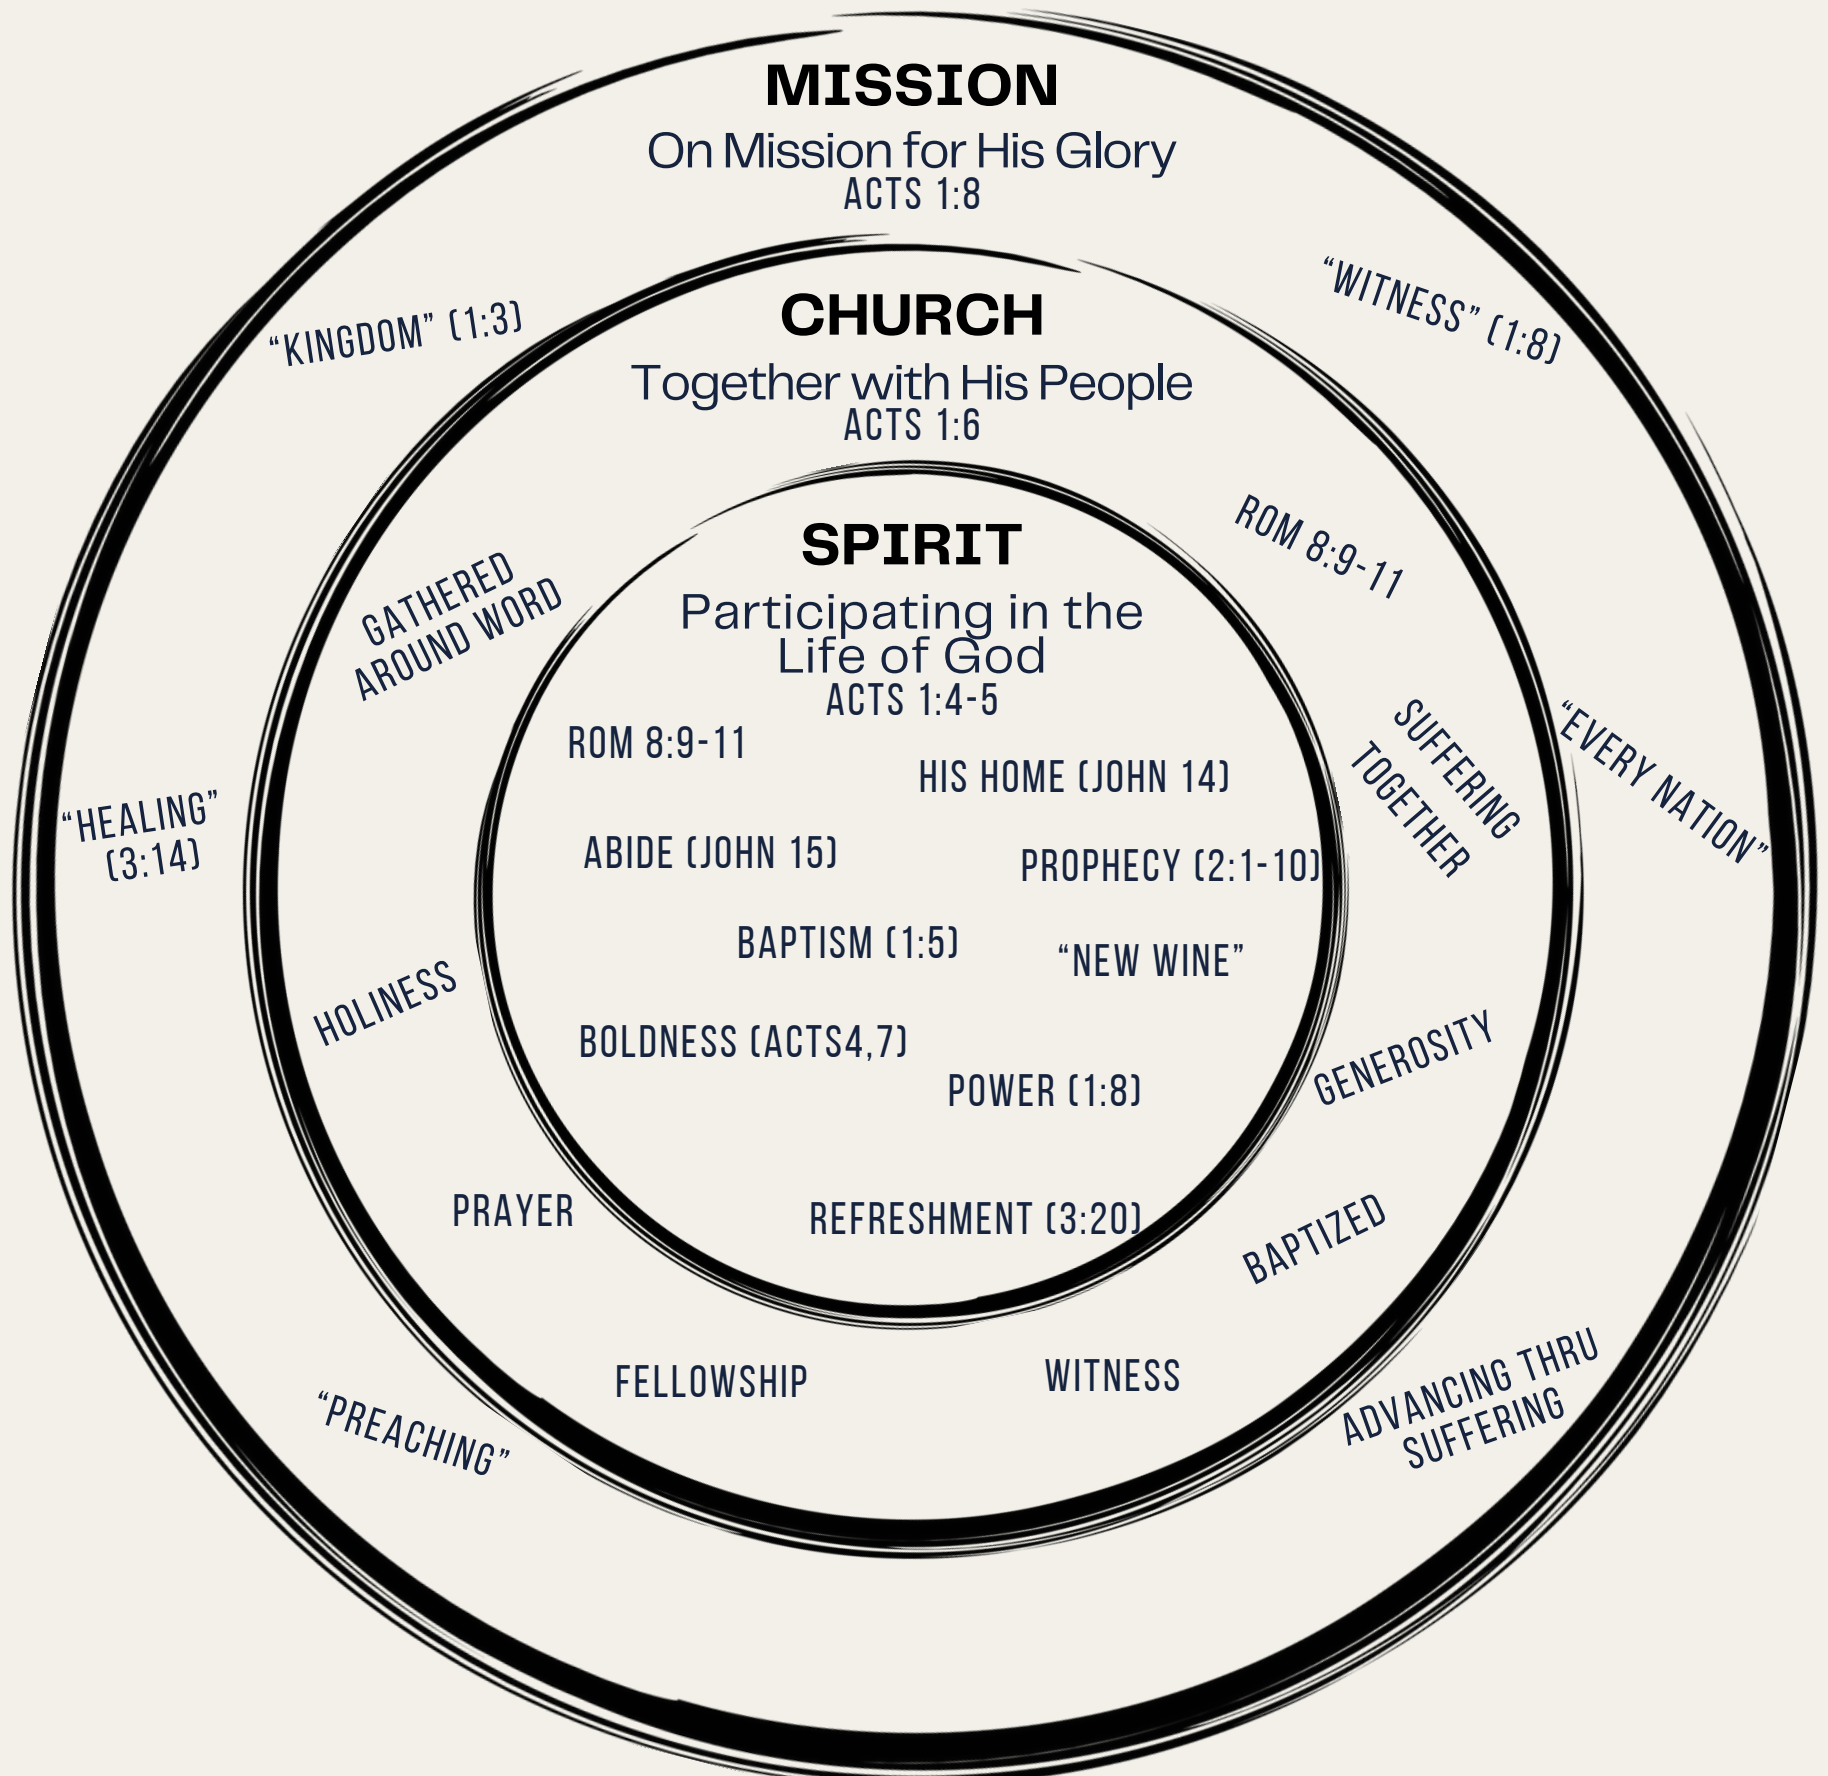 MISSION
On Mission for His Glory
ACTS 1:8
“WITNESS” (1:8)
“KINGDOM” (1:3)
CHURCH
Together with His People
ACTS 1:6
ROM 8:9-11
SPIRIT
Participating in the
Life of God
ACTS 1:4-5
GATHERED
AROUND WORD
ROM 8:9-11
HIS HOME (JOHN 14)
SUFFERING
TOGETHER
“EVERY NATION”
“HEALING”
(3:14)
ABIDE (JOHN 15)
PROPHECY (2:1-10)
BAPTISM (1:5)
“NEW WINE”
HOLINESS
BOLDNESS (ACTS4,7)
GENEROSITY
POWER (1:8)
PRAYER
REFRESHMENT (3:20)
BAPTIZED
FELLOWSHIP
WITNESS
“PREACHING”
ADVANCING THRU
SUFFERING